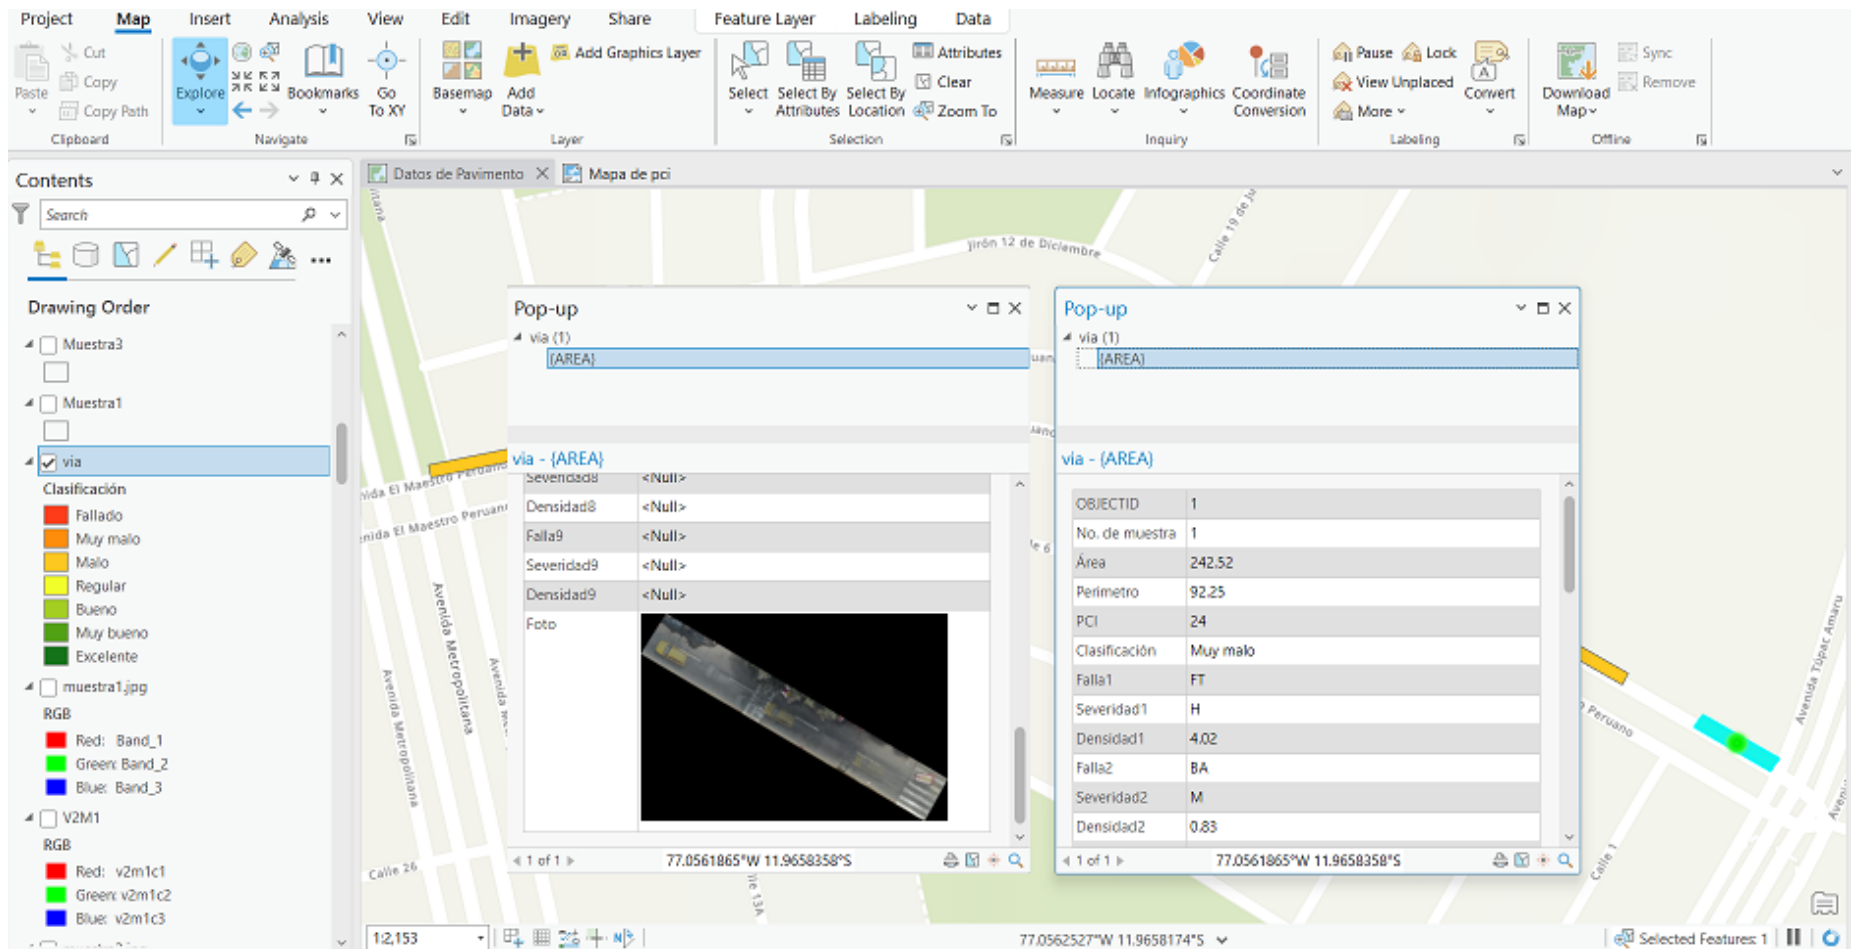 Project Map Insert Analysis View Edit Imagery Share Feature Layer Labeling Data
Paste
Cut
Copy
Copy Path
Clipboard
Explore
Bookmarks
Go To XY
Navigate
Basemap
Add Data
Add Graphics Layer
Layer
Select
Select By Attributes
Select By Location
Attributes
Clear
Zoom To
Selection
Measure
Locate
Infographics
Coordinate Conversion
Inquiry
Pause
Lock
View Unplaced
More
Convert
Labeling
Download Map
Sync
Remove
Offline
Contents
Search
Drawing Order
Muestra3
Muestra1
via
Clasificación
Fallado
Muy malo
Malo
Regular
Bueno
Muy bueno
Excelente
muestra1.jpg
RGB
Red: Band_1
Green: Band_2
Blue: Band_3
V2M1
RGB
Red: v2m1c1
Green: v2m1c2
Blue: v2m1c3
Datos de Pavimento
Mapa de pci
Jirón 12 de Diciembre
Avenida Metropolitana
Avenida Metropolitana
Calle 26
Calle 1
Peruano
Avenida Túpac Amaru
Pop-up
via (1)
{AREA}
via - {AREA}
Severidad8 <Null>
Densidad8 <Null>
Falla9 <Null>
Severidad9 <Null>
Densidad9 <Null>
Foto
1 of 1
77.0561865°W 11.9658358°S
Pop-up
via (1)
{AREA}
via - {AREA}
OBJECTID 1
No. de muestra 1
Área 242.52
Perimetro 92.25
PCI 24
Clasificación Muy malo
Falla1 FT
Severidad1 H
Densidad1 4.02
Falla2 BA
Severidad2 M
Densidad2 0.83
1 of 1
77.0561865°W 11.9658358°S
1:2,153
77.0562527°W 11.9658174°S
Selected Features: 1